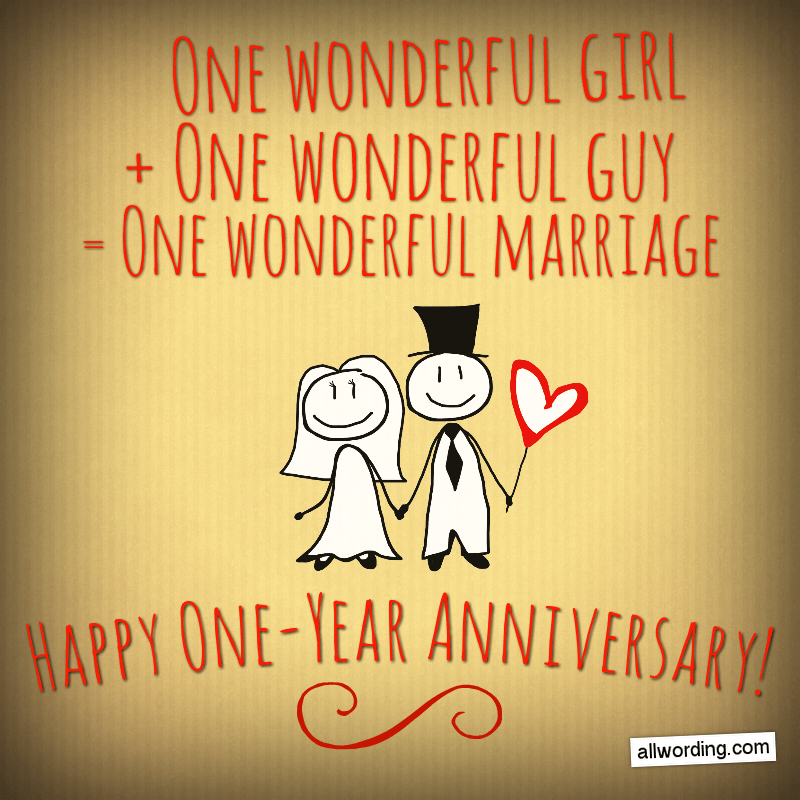 One wonderful girl
+ One wonderful guy
= One wonderful marriage
Happy One-Year Anniversary!
allwording.com